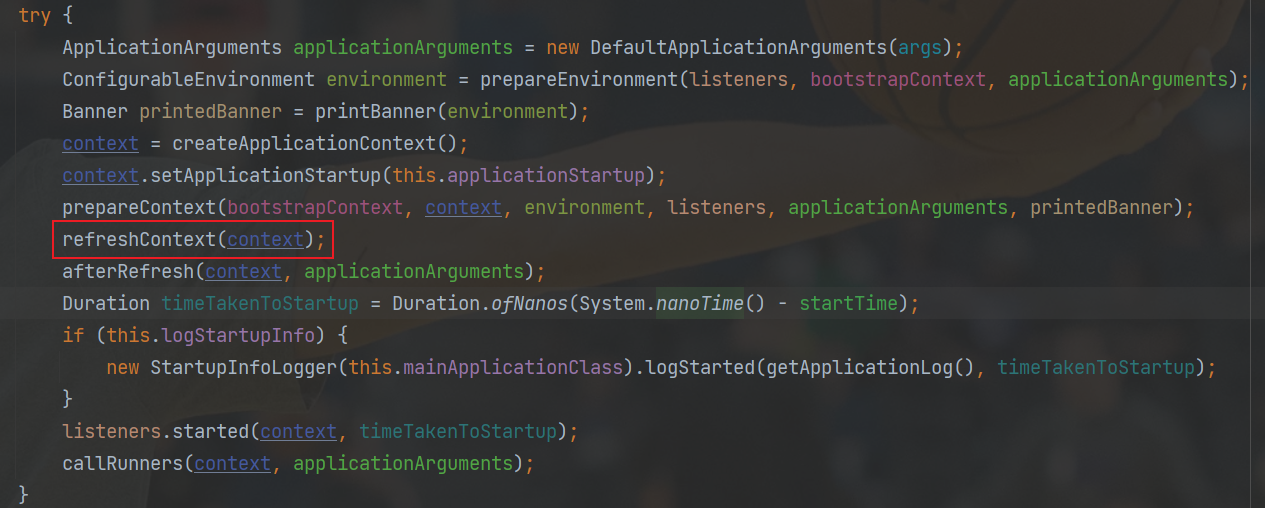 try {
ApplicationArguments applicationArguments = new DefaultApplicationArguments(args);
ConfigurableEnvironment environment = prepareEnvironment(listeners, bootstrapContext, applicationArguments);
Banner printedBanner = printBanner(environment);
context = createApplicationContext();
context.setApplicationStartup(this.applicationStartup);
prepareContext(bootstrapContext, context, environment, listeners, applicationArguments, printedBanner);
refreshContext(context);
afterRefresh(context, applicationArguments);
Duration timeTakenToStartup = Duration.ofNanos(System.nanoTime() - startTime);
if (this.logStartupInfo) {
new StartupInfoLogger(this.mainApplicationClass).logStarted(getApplicationLog(), timeTakenToStartup);
}
listeners.started(context, timeTakenToStartup);
callRunners(context, applicationArguments);
}